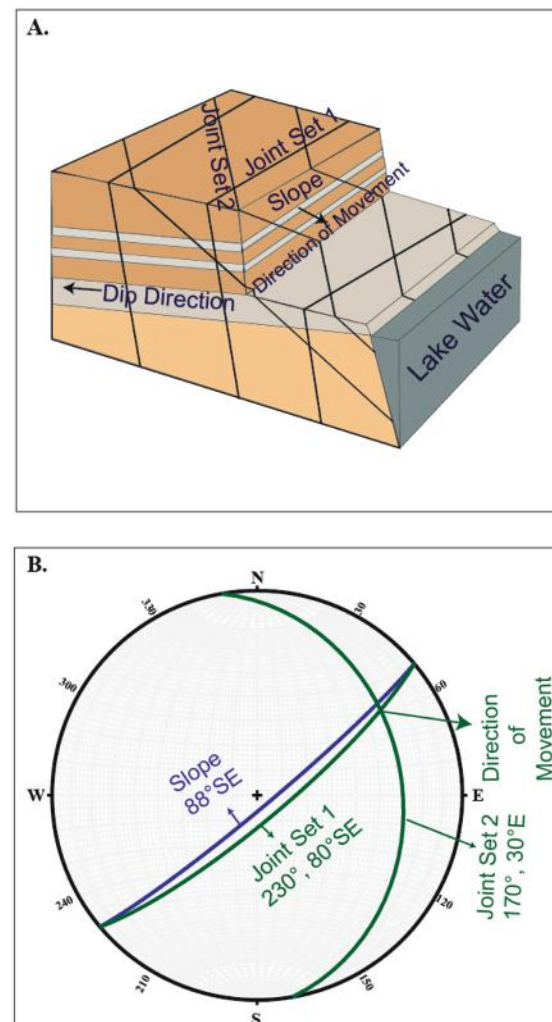 A.
Joint Set 1
Joint Set 2
Slope
Direction of Movement
Dip Direction
Lake Water
B.
N
330
30
300
60
Direction
of
Movement
Slope
88°SE
W
E
Joint Set 1
230°, 80°SE
Joint Set 2
170°, 30°E
240
120
210
150
S